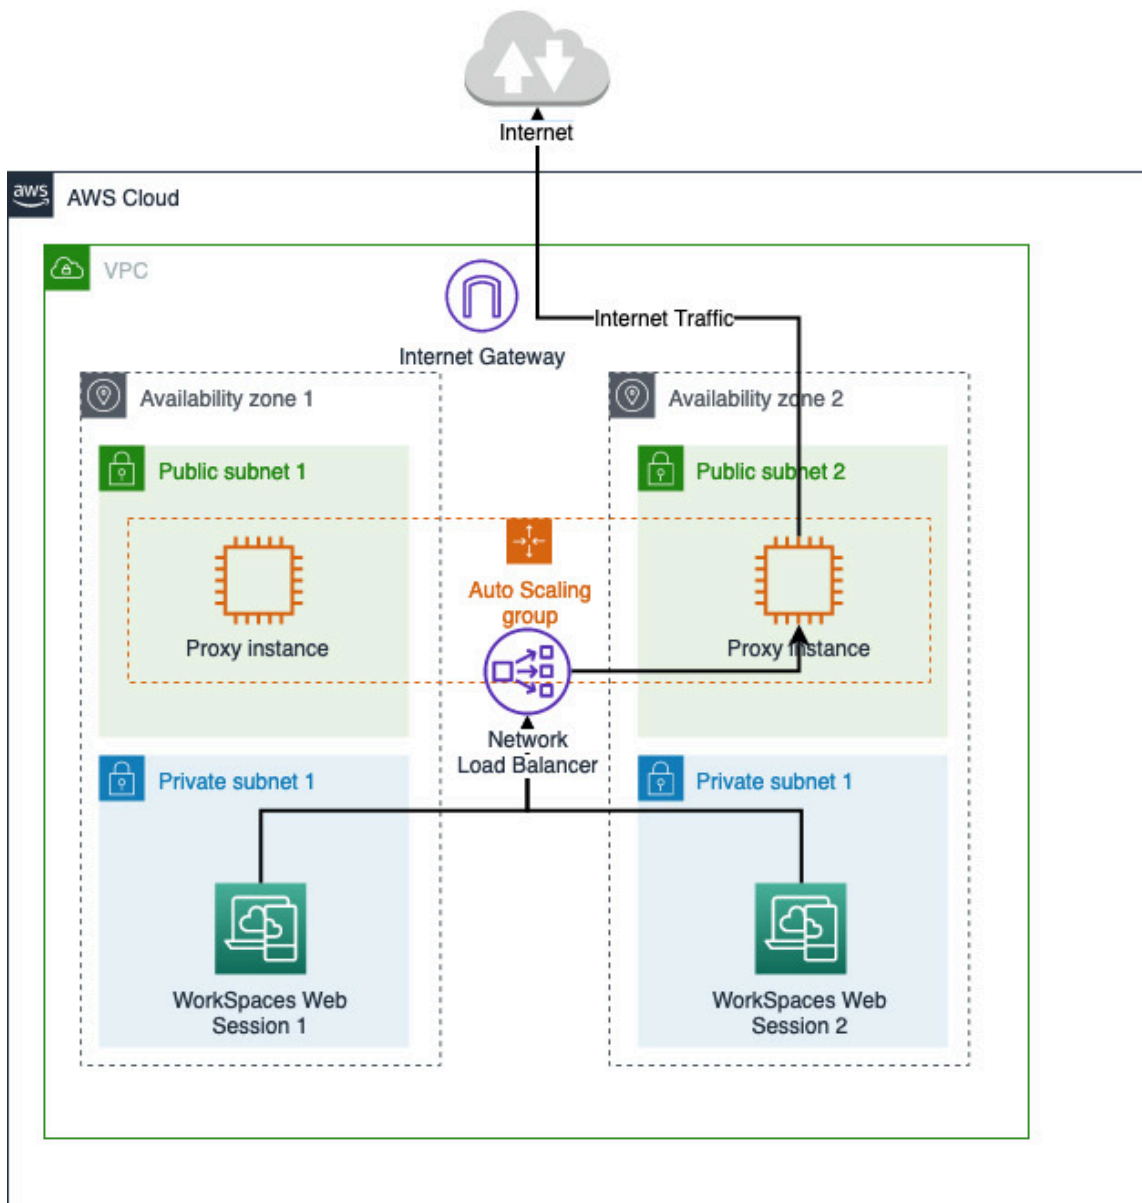 Internet
aws
AWS Cloud
VPC
Internet Traffic
Internet Gateway
Availability zone 1
Availability zone 2
Public subnet 1
Public subnet 2
Auto Scaling
group
Proxy instance
Proxy instance
Network
Load Balancer
Private subnet 1
Private subnet 1
WorkSpaces Web
Session 1
WorkSpaces Web
Session 2